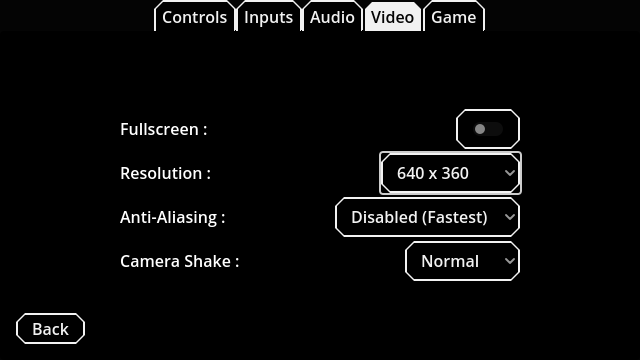 Controls Inputs Audio Video Game
Fullscreen :
Resolution : 640 x 360
Anti-Aliasing : Disabled (Fastest)
Camera Shake : Normal
Back